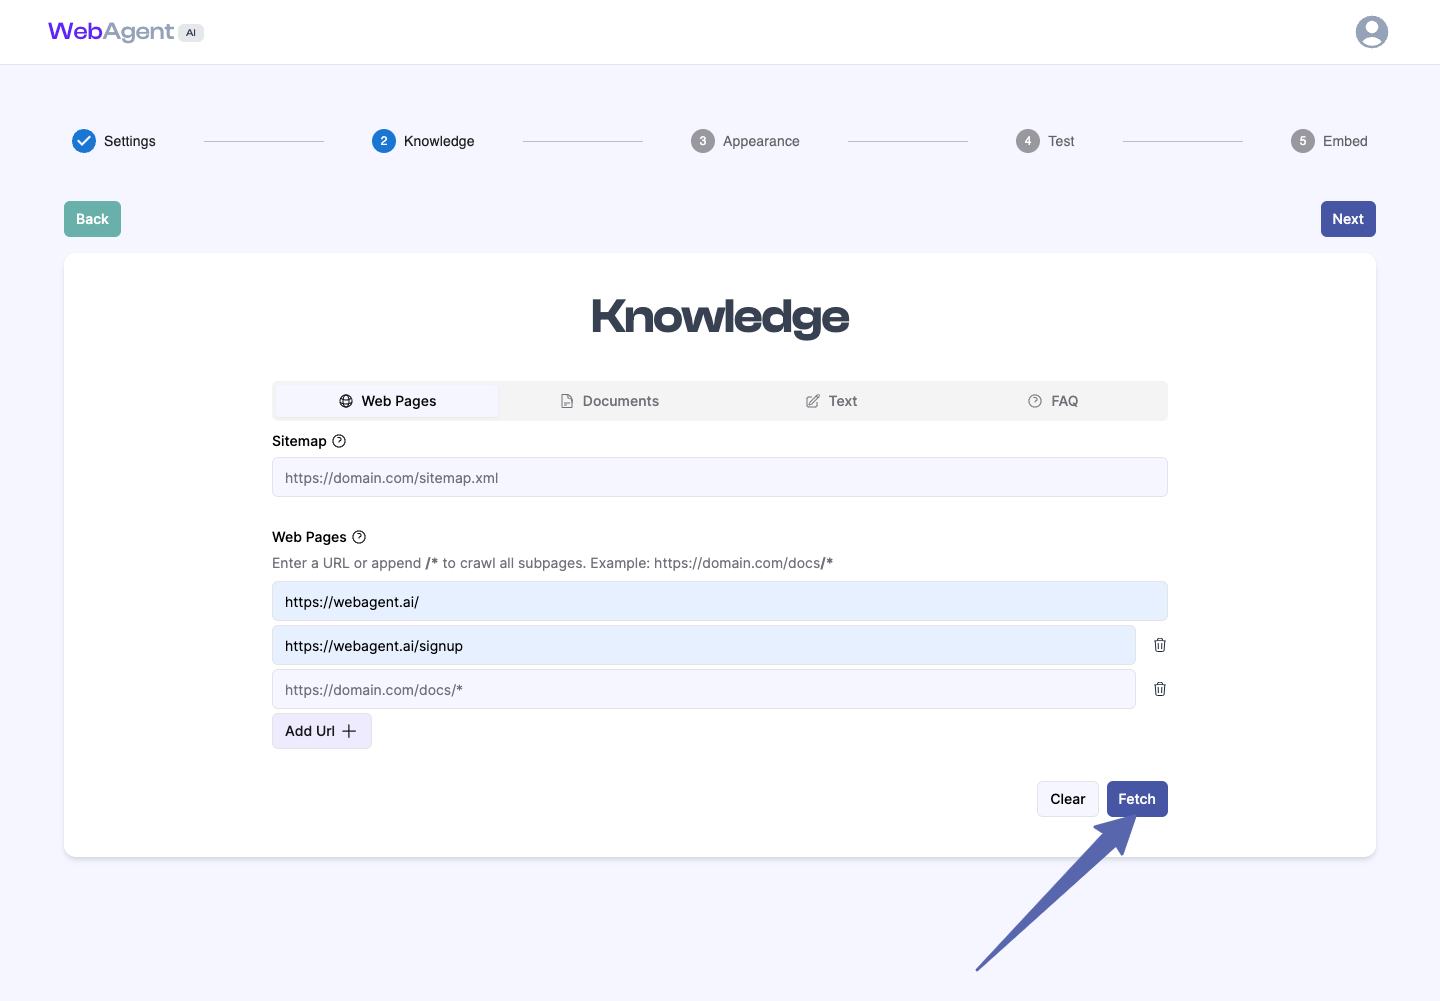 WebAgent AI
Settings
2 Knowledge
3 Appearance
4 Test
5 Embed
Back
Next
Knowledge
Web Pages
Documents
Text
FAQ
Sitemap
https://domain.com/sitemap.xml
Web Pages
Enter a URL or append /* to crawl all subpages. Example: https://domain.com/docs/*
https://webagent.ai/
https://webagent.ai/signup
https://domain.com/docs/*
Add Url
Clear
Fetch